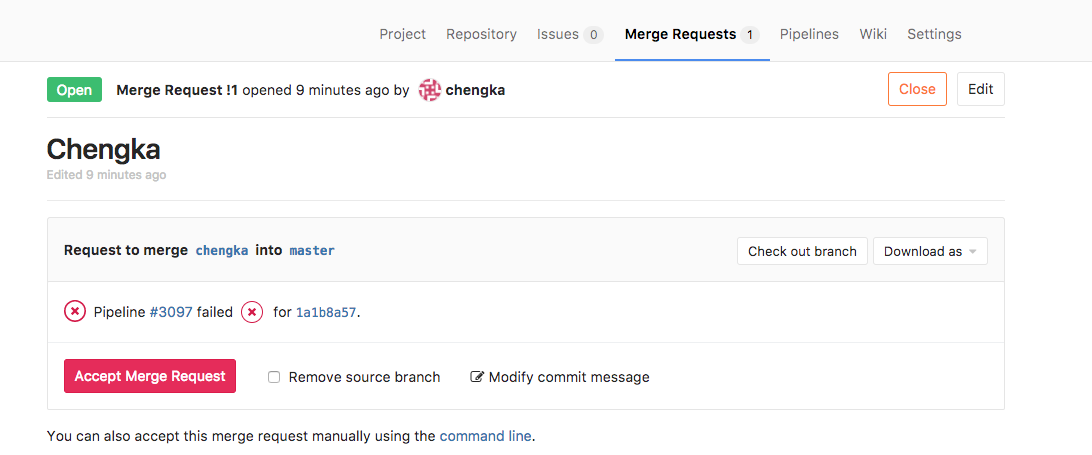 Project Repository Issues 0 Merge Requests 1 Pipelines Wiki Settings
Open Merge Request !1 opened 9 minutes ago by chengka Close Edit
Chengka
Edited 9 minutes ago
Request to merge chengka into master Check out branch Download as
Pipeline #3097 failed for 1a1b8a57.
Accept Merge Request Remove source branch Modify commit message
You can also accept this merge request manually using the command line.